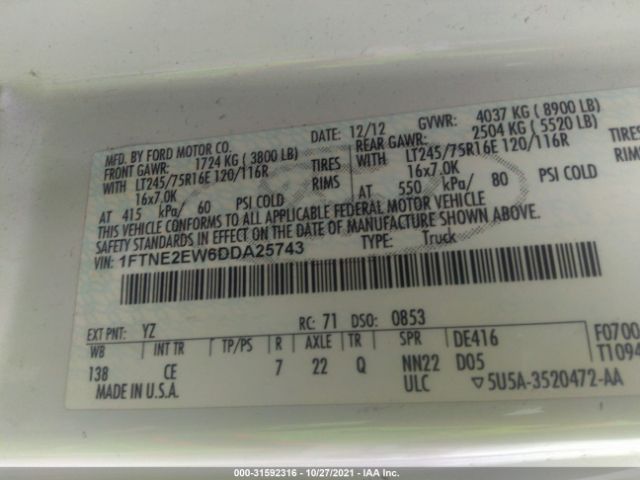 MFD. BY FORD MOTOR CO. DATE: 12/12 GVWR: 4037 KG ( 8900 LB)
FRONT GAWR: 1724 KG ( 3800 LB) REAR GAWR: 2504 KG ( 5520 LB)
WITH LT245/75R16E 120/116R TIRES WITH LT245/75R16E 120/116R TIRES
16x7.0K RIMS 16x7.0K RIMS
AT 415 kPa/ 60 PSI COLD AT 550 kPa/ 80 PSI COLD
THIS VEHICLE CONFORMS TO ALL APPLICABLE FEDERAL MOTOR VEHICLE
SAFETY STANDARDS IN EFFECT ON THE DATE OF MANUFACTURE SHOWN ABOVE.
VIN: 1FTNE2EW6DDA25743 TYPE: Truck
EXT PNT: YZ RC: 71 DSO: 0853
WB INT TR TP/PS R AXLE TR SPR DE416 F0700
138 CE 7 22 Q NN22 D05 T1094
MADE IN U.S.A. ULC ▽5U5A-3520472-AA
000-31592316 - 10/27/2021 - IAA Inc.